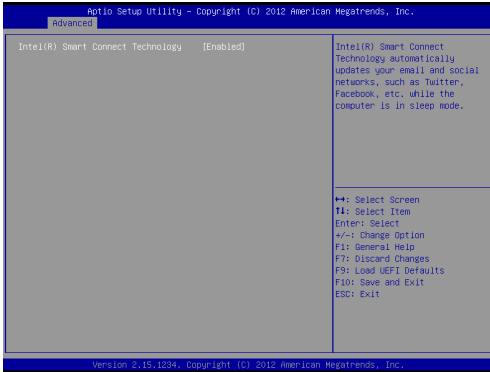 Aptio Setup Utility – Copyright (C) 2012 American Megatrends, Inc.
Advanced
Intel(R) Smart Connect Technology [Enabled]
Intel(R) Smart Connect
Technology automatically
updates your email and social
networks, such as Twitter,
Facebook, etc. while the
computer is in sleep mode.
↔: Select Screen
↑↓: Select Item
Enter: Select
+/-: Change Option
F1: General Help
F7: Discard Changes
F9: Load UEFI Defaults
F10: Save and Exit
ESC: Exit
Version 2.15.1234. Copyright (C) 2012 American Megatrends, Inc.